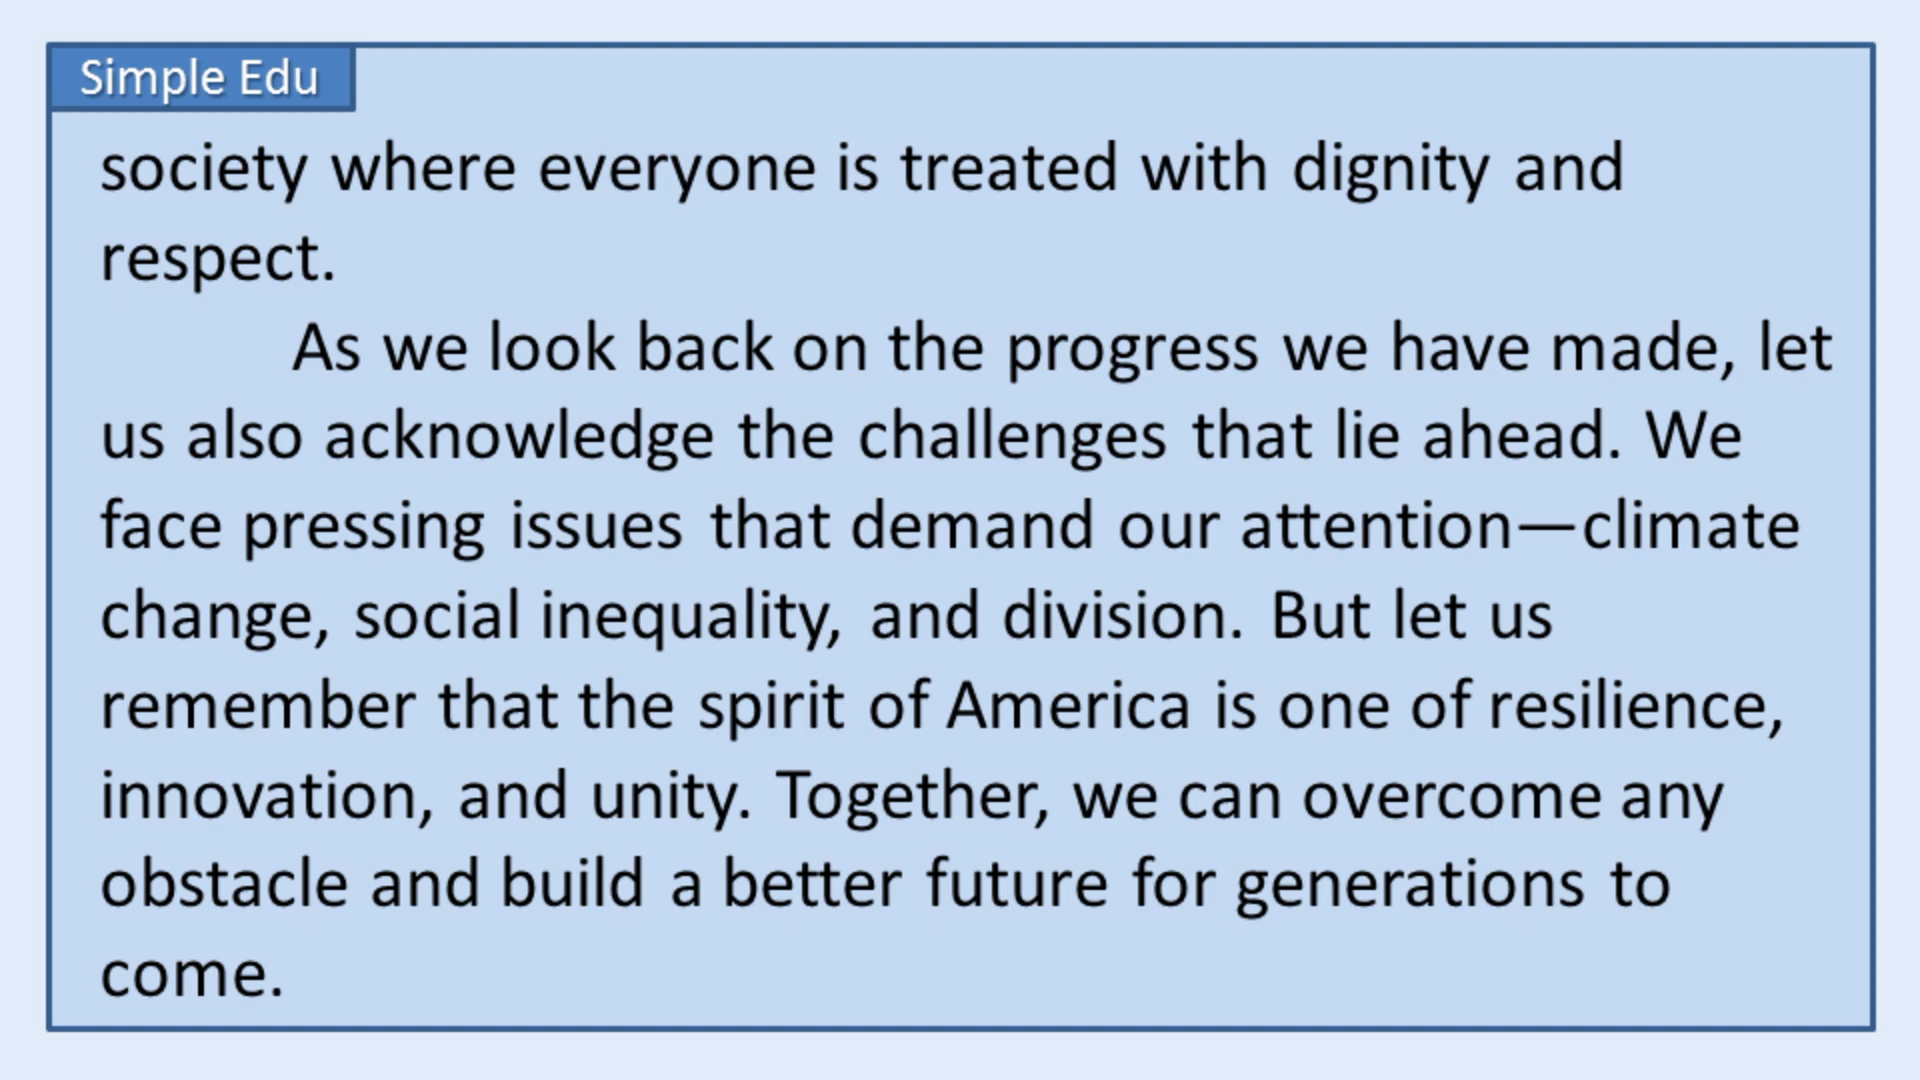 Simple Edu
society where everyone is treated with dignity and
respect.
As we look back on the progress we have made, let
us also acknowledge the challenges that lie ahead. We
face pressing issues that demand our attention—climate
change, social inequality, and division. But let us
remember that the spirit of America is one of resilience,
innovation, and unity. Together, we can overcome any
obstacle and build a better future for generations to
come.